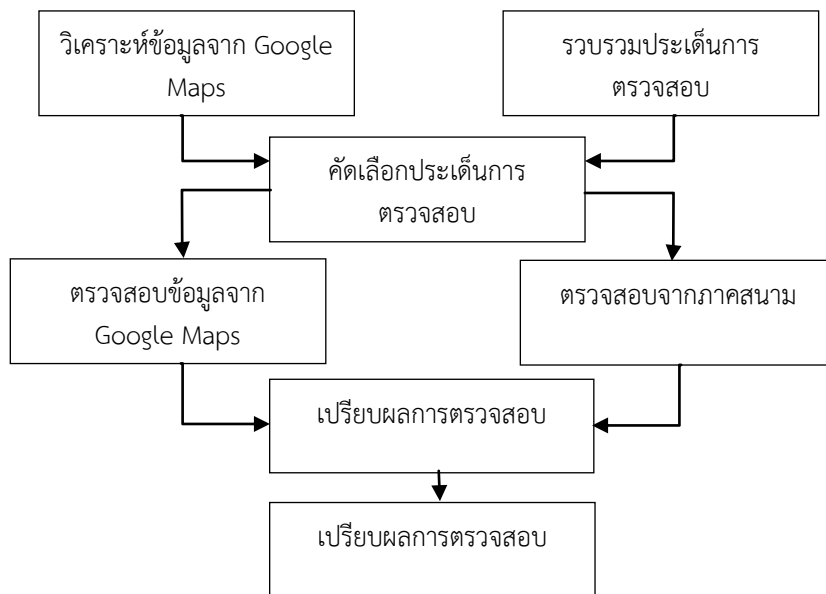 วิเคราะห์ข้อมูลจาก Google
Maps
รวบรวมประเด็นการ
ตรวจสอบ
คัดเลือกประเด็นการ
ตรวจสอบ
ตรวจสอบข้อมูลจาก
Google Maps
ตรวจสอบจากภาคสนาม
เปรียบผลการตรวจสอบ
เปรียบผลการตรวจสอบ